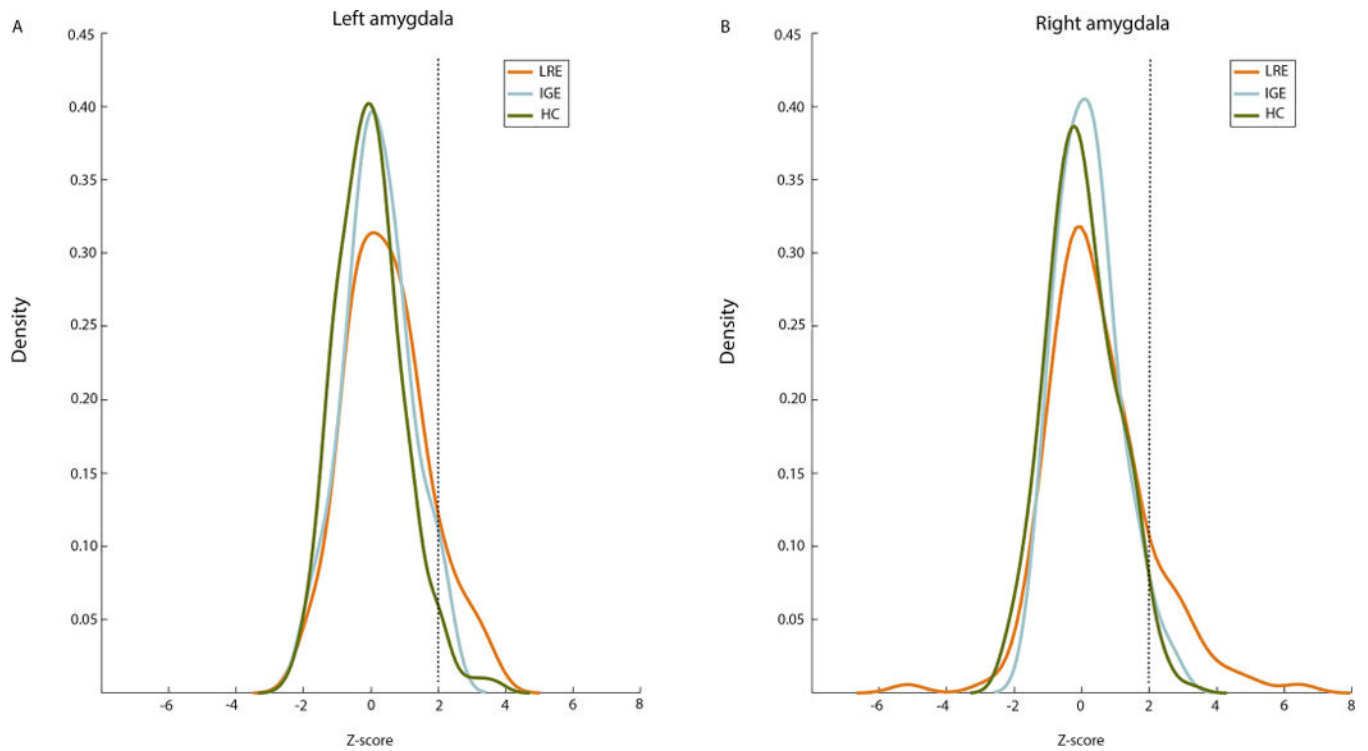 A
Left amygdala
0.45
0.40
0.35
0.30
0.25
0.20
0.15
0.10
0.05
Density
LRE
IGE
HC
-6
-4
-2
0
2
4
6
8
Z-score
B
Right amygdala
0.45
0.40
0.35
0.30
0.25
0.20
0.15
0.10
0.05
Density
LRE
IGE
HC
-6
-4
-2
0
2
4
6
8
Z-score